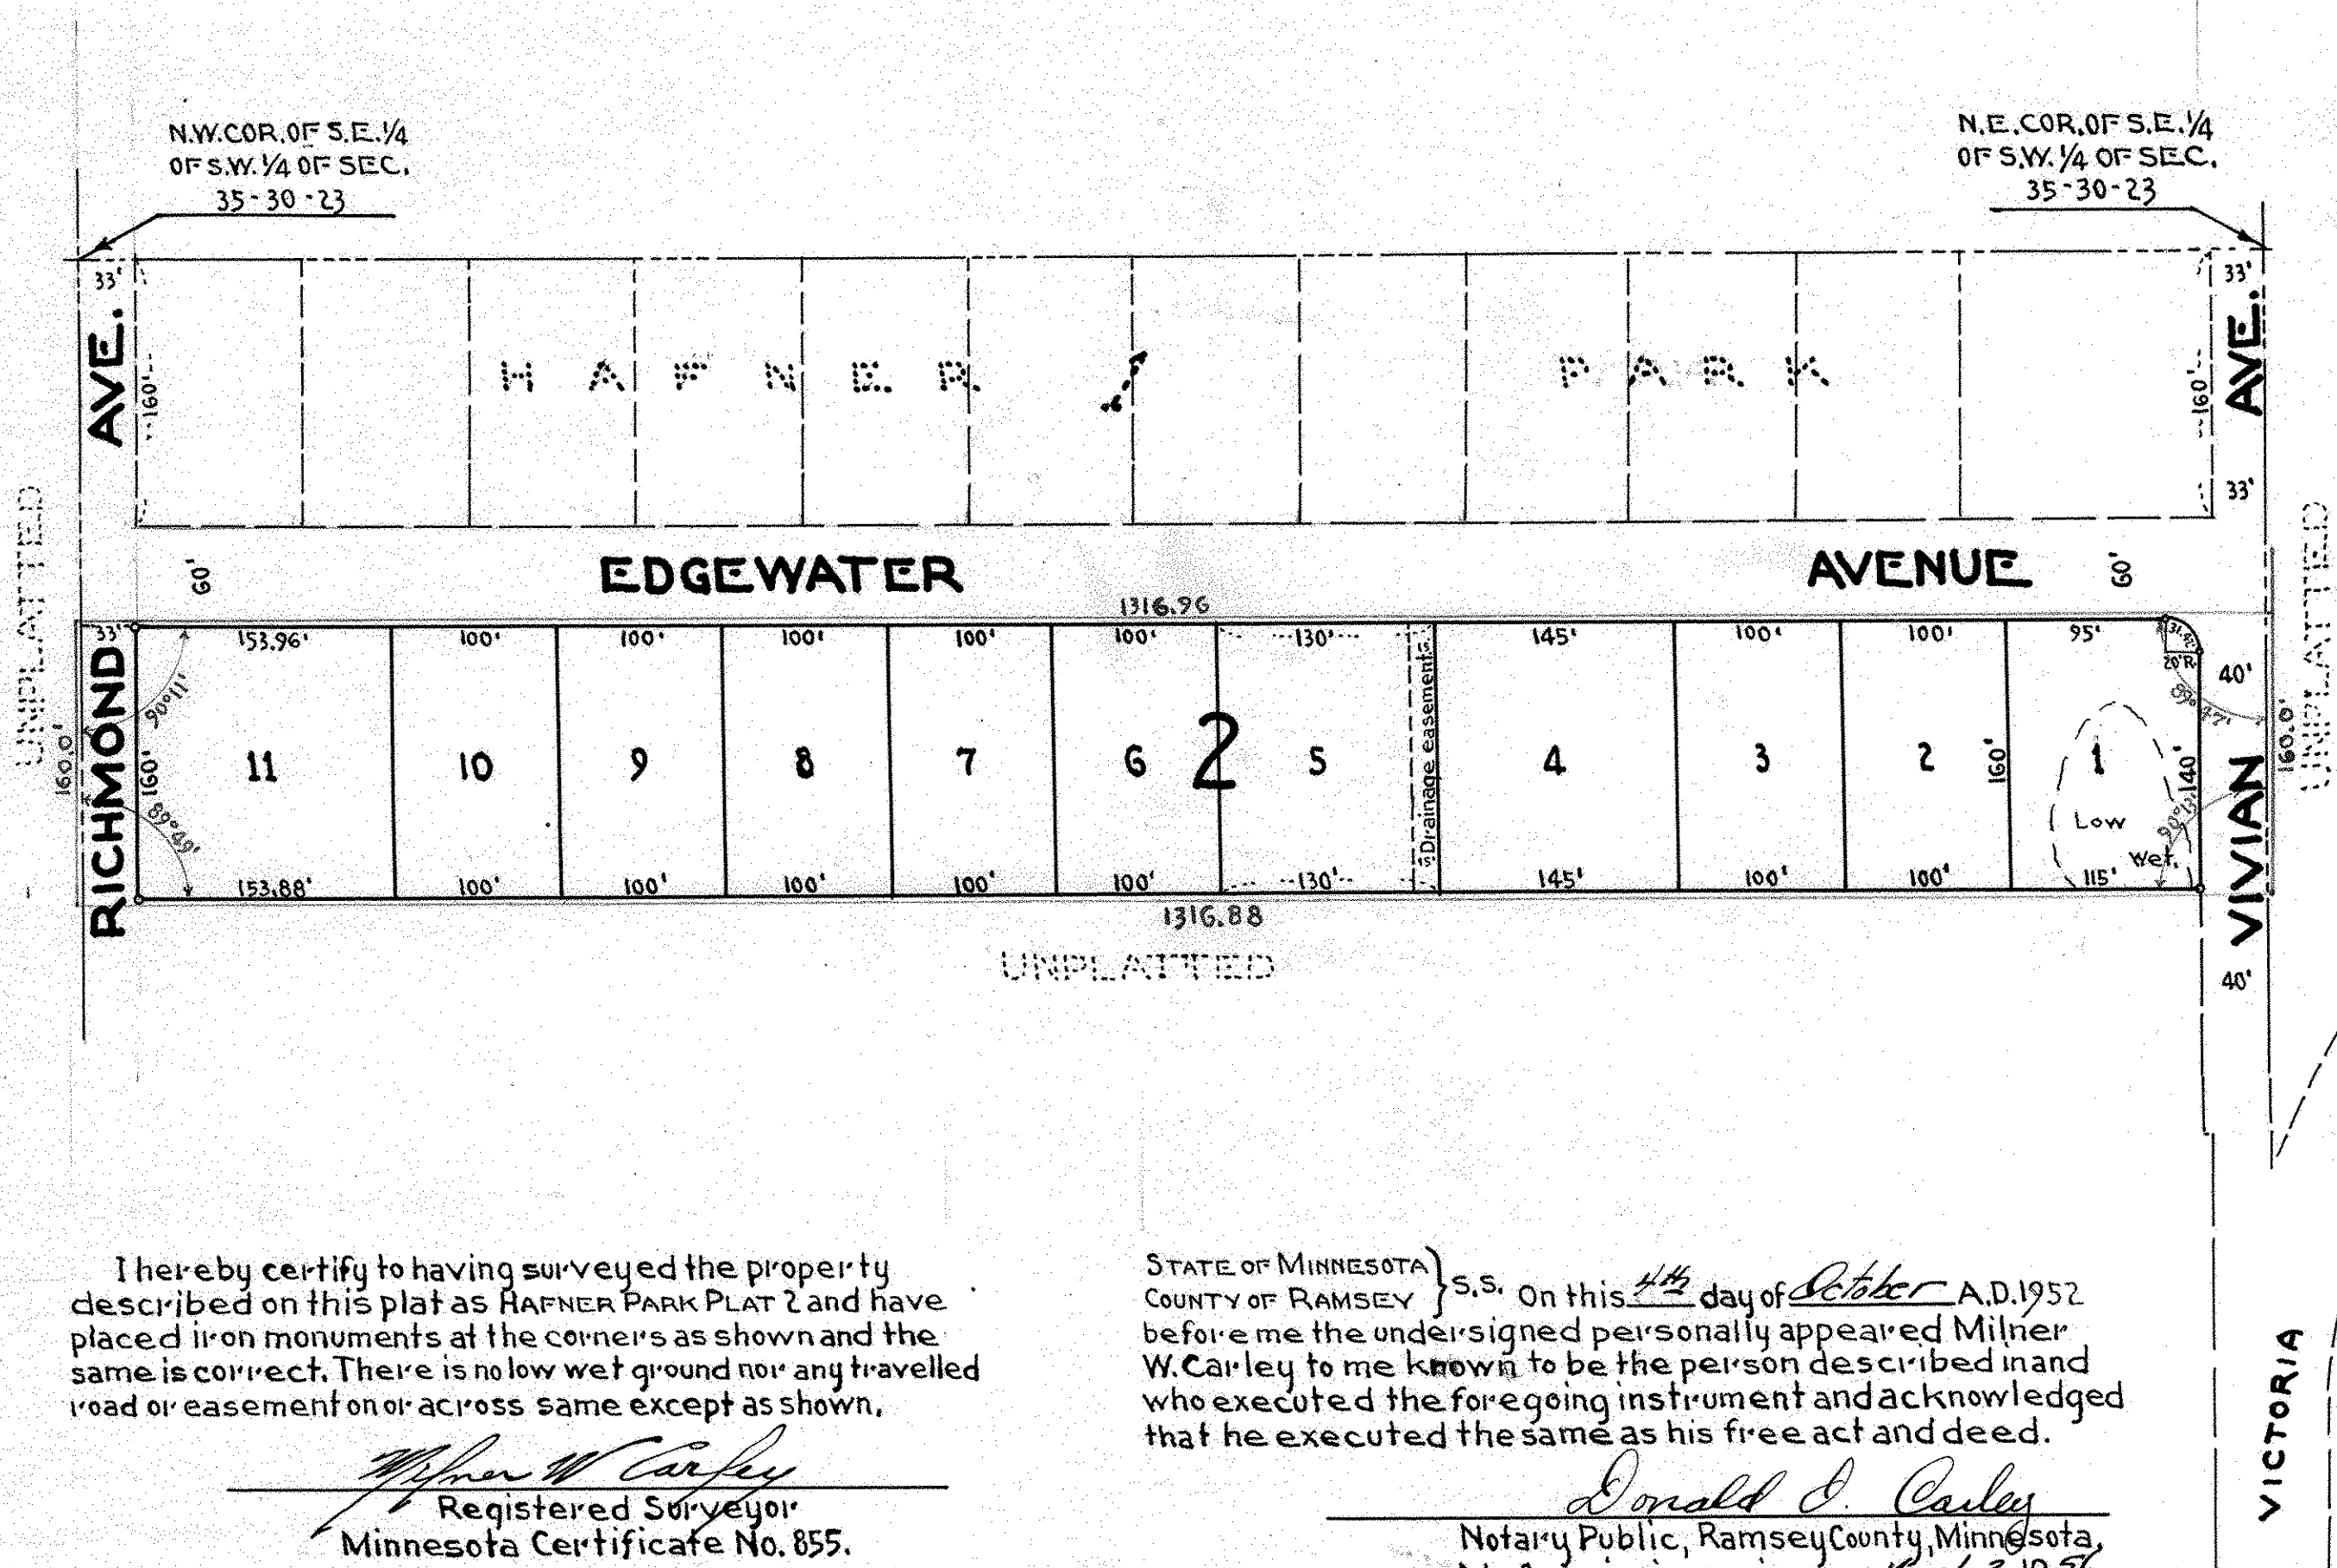 N.W.COR.OF S.E.¼
OF S.W.¼ OF SEC.
35-30-23
N.E.COR.OF S.E.¼
OF S.W.¼ OF SEC.
35-30-23
33'
33'
AVE.
160'
HAFNER
1
PARK
160'
AVE.
33'
UNPLATTED
UNPLATTED
60'
EDGEWATER
AVENUE
60'
1316.96
33'
153.96'
100'
100'
100'
100'
100'
130'
145'
100'
100'
95'
31.42'
20'R.
40'
90°11'
89°47'
160.0'
RICHMOND
160'
11
10
9
8
7
6
2
5
5' Drainage easement
4
3
2
160'
1
140'
160.0'
VIVIAN
89°49'
Low
Wet.
153.88'
100'
100'
100'
100'
100'
130'
145'
100'
100'
115'
1316.88
UNPLATTED
40'
I hereby certify to having surveyed the property
described on this plat as HAFNER PARK PLAT 2 and have
placed iron monuments at the corners as shown and the
same is correct. There is no low wet ground nor any travelled
road or easement on or across same except as shown.
Milner W Carley
Registered Surveyor
Minnesota Certificate No. 855.
STATE OF MINNESOTA
COUNTY OF RAMSEY
} S.S. On this 4th day of October A.D.1952
before me the undersigned personally appeared Milner
W. Carley to me known to be the person described in and
who executed the foregoing instrument and acknowledged
that he executed the same as his free act and deed.
Donald D. Carley
Notary Public, Ramsey County, Minnesota,
VICTORIA